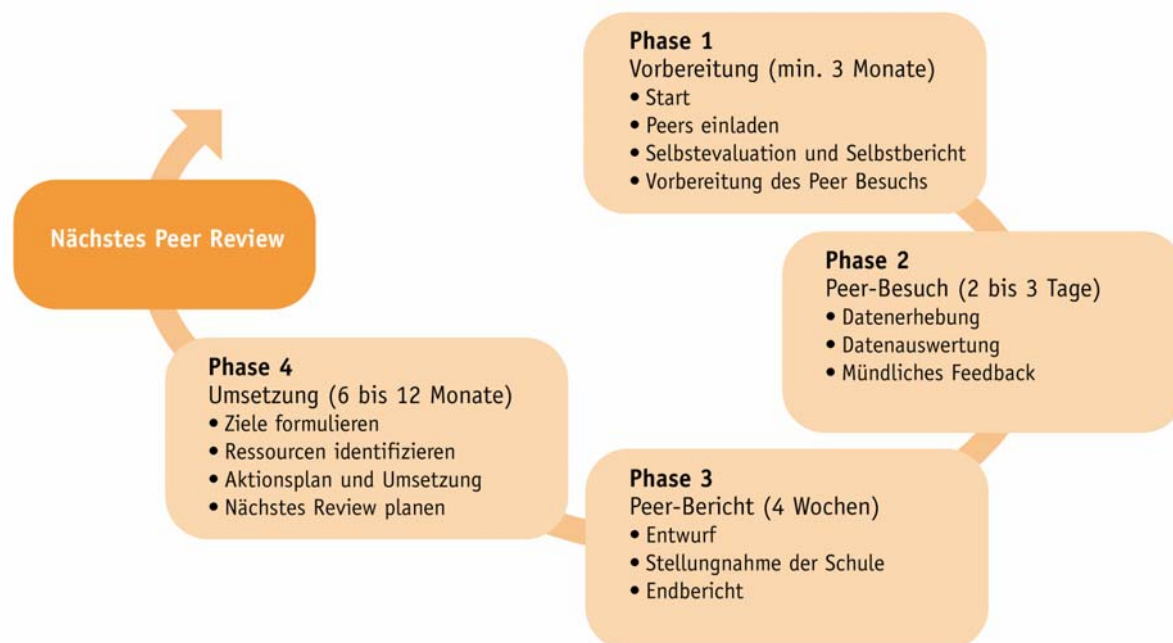 Phase 1
Vorbereitung (min. 3 Monate)
• Start
• Peers einladen
• Selbstevaluation und Selbstbericht
• Vorbereitung des Peer Besuchs
Phase 2
Peer-Besuch (2 bis 3 Tage)
• Datenerhebung
• Datenauswertung
• Mündliches Feedback
Phase 3
Peer-Bericht (4 Wochen)
• Entwurf
• Stellungnahme der Schule
• Endbericht
Phase 4
Umsetzung (6 bis 12 Monate)
• Ziele formulieren
• Ressourcen identifizieren
• Aktionsplan und Umsetzung
• Nächstes Review planen
Nächstes Peer Review